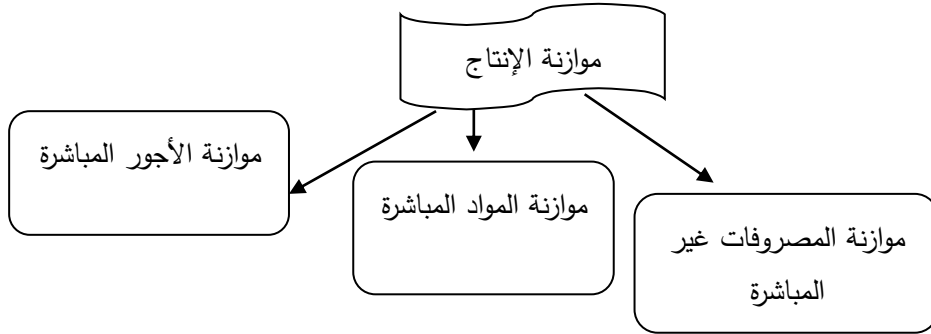 موازنة الإنتاج
موازنة الأجور المباشرة
موازنة المواد المباشرة
موازنة المصروفات غير
المباشرة